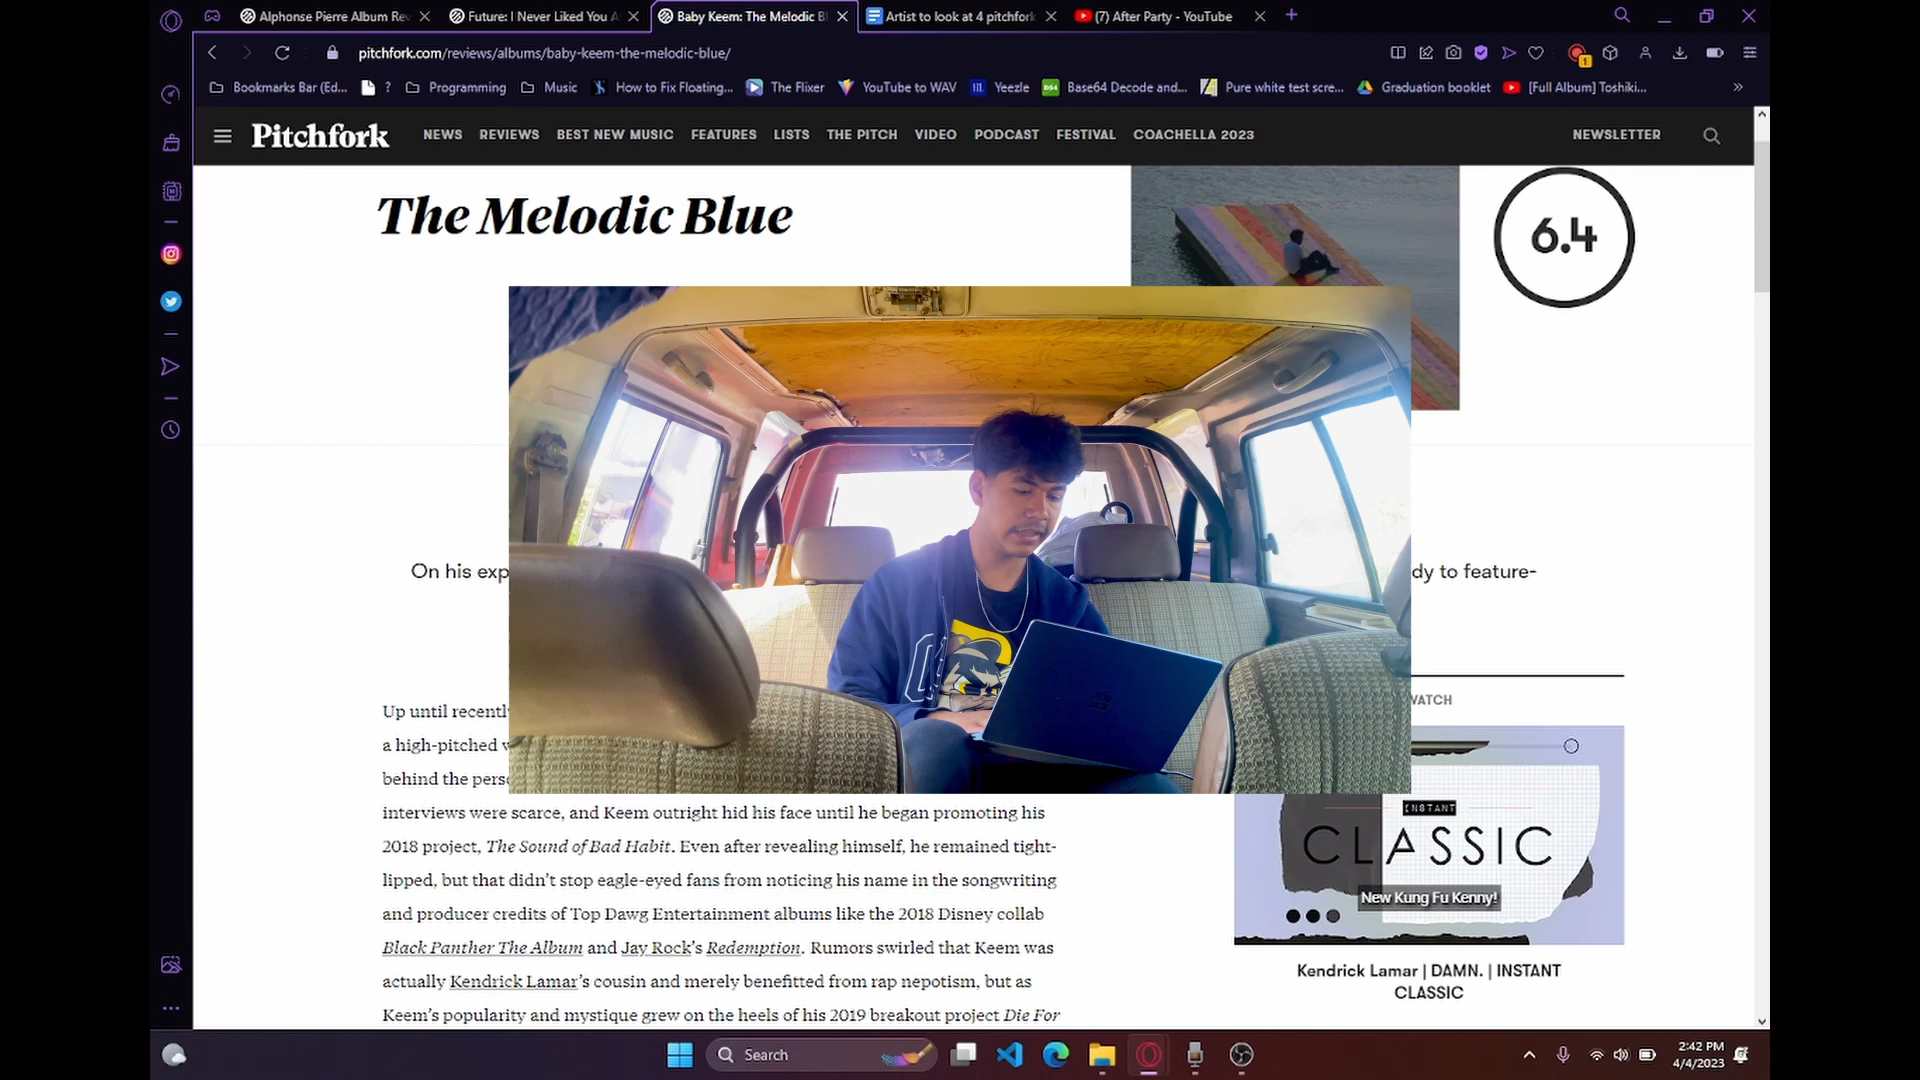 Alphonse Pierre Album Rev
Future: I Never Liked You A
Baby Keem: The Melodic Bl
Artist to look at 4 pitchfork
(7) After Party - YouTube
pitchfork.com/reviews/albums/baby-keem-the-melodic-blue/
1
Bookmarks Bar (Ed...
?
Programming
Music
How to Fix Floating...
The Flixer
YouTube to WAV
Yeezle
Base64 Decode and...
Pure white test scre...
Graduation booklet
[Full Album] Toshiki...
Pitchfork
NEWS
REVIEWS
BEST NEW MUSIC
FEATURES
LISTS
THE PITCH
VIDEO
PODCAST
FESTIVAL
COACHELLA 2023
NEWSLETTER
The Melodic Blue
6.4
On his exp
dy to feature-
Up until recentl
a high-pitched
behind the pers
interviews were scarce, and Keem outright hid his face until he began promoting his
2018 project, The Sound of Bad Habit. Even after revealing himself, he remained tight-
lipped, but that didn't stop eagle-eyed fans from noticing his name in the songwriting
and producer credits of Top Dawg Entertainment albums like the 2018 Disney collab
Black Panther The Album and Jay Rock's Redemption. Rumors swirled that Keem was
actually Kendrick Lamar's cousin and merely benefitted from rap nepotism, but as
Keem's popularity and mystique grew on the heels of his 2019 breakout project Die For
WATCH
INSTANT
CLASSIC
New Kung Fu Kenny!
Kendrick Lamar | DAMN. | INSTANT
CLASSIC
Search
2:42 PM
4/4/2023